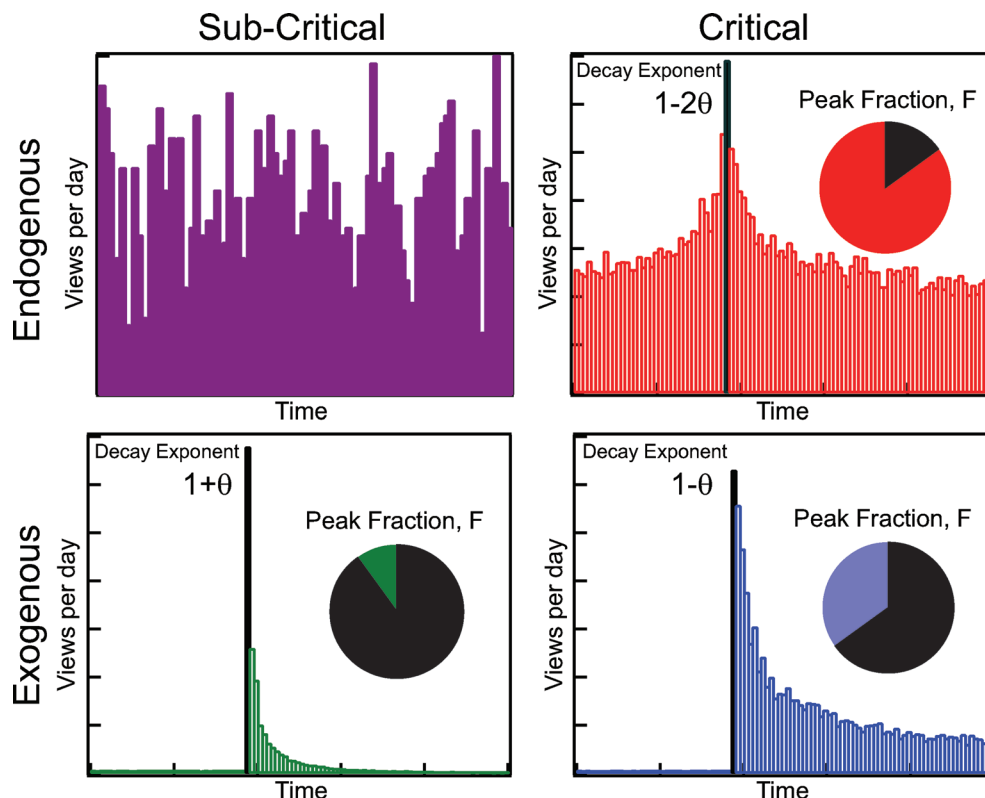 Sub-Critical
Critical
Endogenous
Views per day
Time
Decay Exponent
1-2θ
Peak Fraction, F
Views per day
Time
Exogenous
Decay Exponent
1+θ
Peak Fraction, F
Views per day
Time
Decay Exponent
1-θ
Peak Fraction, F
Views per day
Time